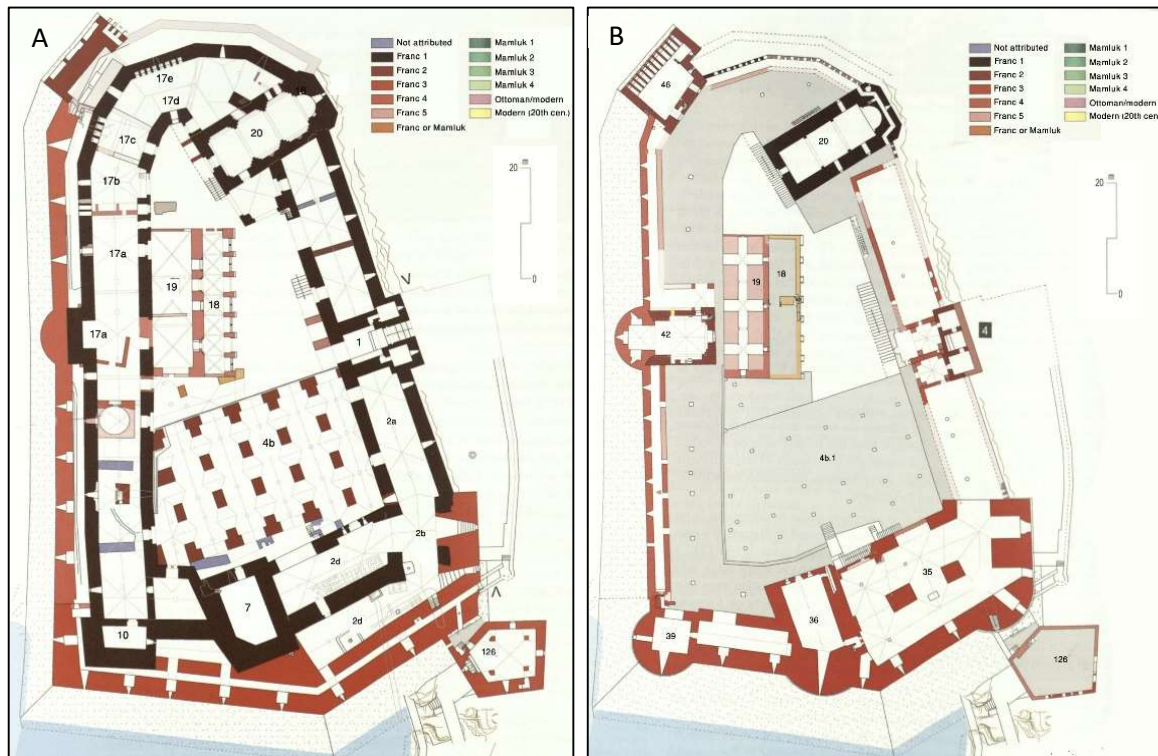 A
Not attributed
Franc 1
Franc 2
Franc 3
Franc 4
Franc 5
Franc or Mamluk
Mamluk 1
Mamluk 2
Mamluk 3
Mamluk 4
Ottoman/modern
Modern (20th cen.)
20 m
0
17e
17d
16
20
17c
17b
17a
19
18
17a
1
4b
2a
2b
2d
7
2d
10
126
B
Not attributed
Franc 1
Franc 2
Franc 3
Franc 4
Franc 5
Franc or Mamluk
Mamluk 1
Mamluk 2
Mamluk 3
Mamluk 4
Ottoman/modern
Modern (20th cen
20 m
0
46
20
19
18
42
4
4b.1
35
36
39
126